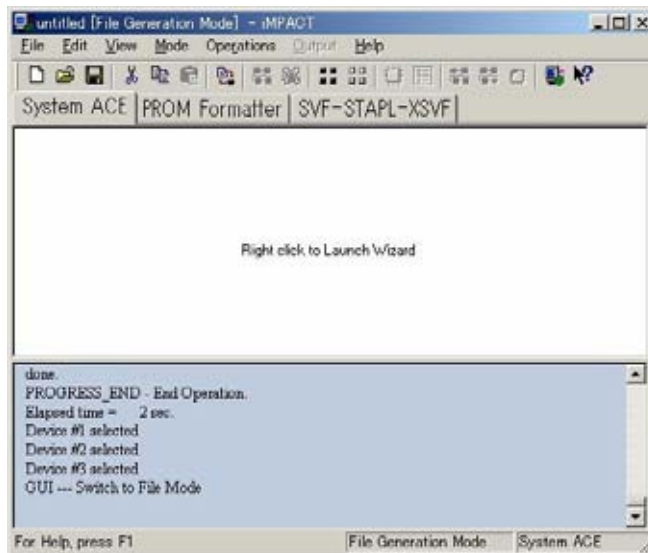 untitled [File Generation Mode] - iMPACT
File Edit View Mode Operations Output Help
System ACE PROM Formatter SVF-STAPL-XSVF
Right click to Launch Wizard
done.
PROGRESS_END - End Operation.
Elapsed time = 2 sec.
Device #1 selected
Device #2 selected
Device #3 selected
GUI --- Switch to File Mode
For Help, press F1 File Generation Mode System ACE